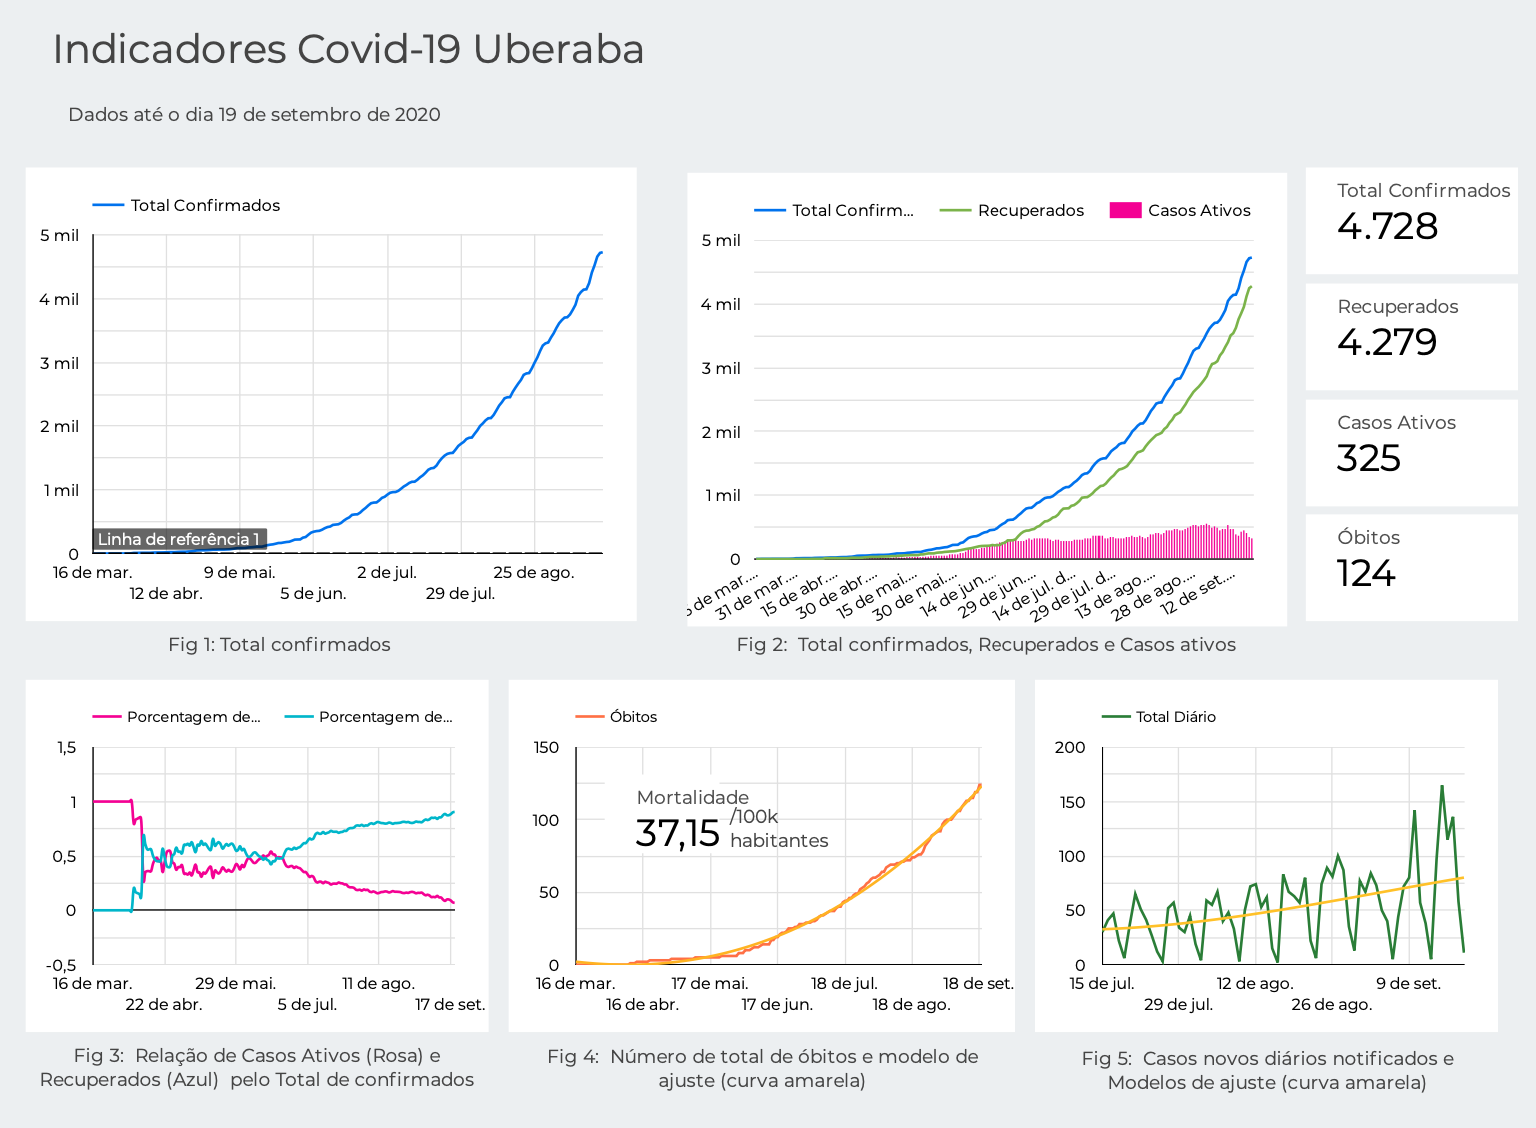 Indicadores Covid-19 Uberaba
Dados até o dia 19 de setembro de 2020
Total Confirmados
5 mil
4 mil
3 mil
2 mil
1 mil
0
Linha de referência 1
16 de mar.
9 de mai.
2 de jul.
25 de ago.
12 de abr.
5 de jun.
29 de jul.
Fig 1: Total confirmados
Total Confirm...
Recuperados
Casos Ativos
5 mil
4 mil
3 mil
2 mil
1 mil
0
de mar....
31 de mar....
15 de abr....
30 de abr....
15 de mai....
30 de mai....
14 de jun....
29 de jun....
14 de jul. d...
29 de jul. d...
13 de ago....
28 de ago....
12 de set....
Fig 2: Total confirmados, Recuperados e Casos ativos
Total Confirmados
4.728
Recuperados
4.279
Casos Ativos
325
Óbitos
124
Porcentagem de...
Porcentagem de...
1,5
1
0,5
0
-0,5
16 de mar.
29 de mai.
11 de ago.
22 de abr.
5 de jul.
17 de set.
Fig 3: Relação de Casos Ativos (Rosa) e
Recuperados (Azul) pelo Total de confirmados
Óbitos
150
100
50
0
Mortalidade
37,15
/100k
habitantes
16 de mar.
17 de mai.
18 de jul.
18 de set.
16 de abr.
17 de jun.
18 de ago.
Fig 4: Número de total de óbitos e modelo de
ajuste (curva amarela)
Total Diário
200
150
100
50
0
15 de jul.
12 de ago.
9 de set.
29 de jul.
26 de ago.
Fig 5: Casos novos diários notificados e
Modelos de ajuste (curva amarela)